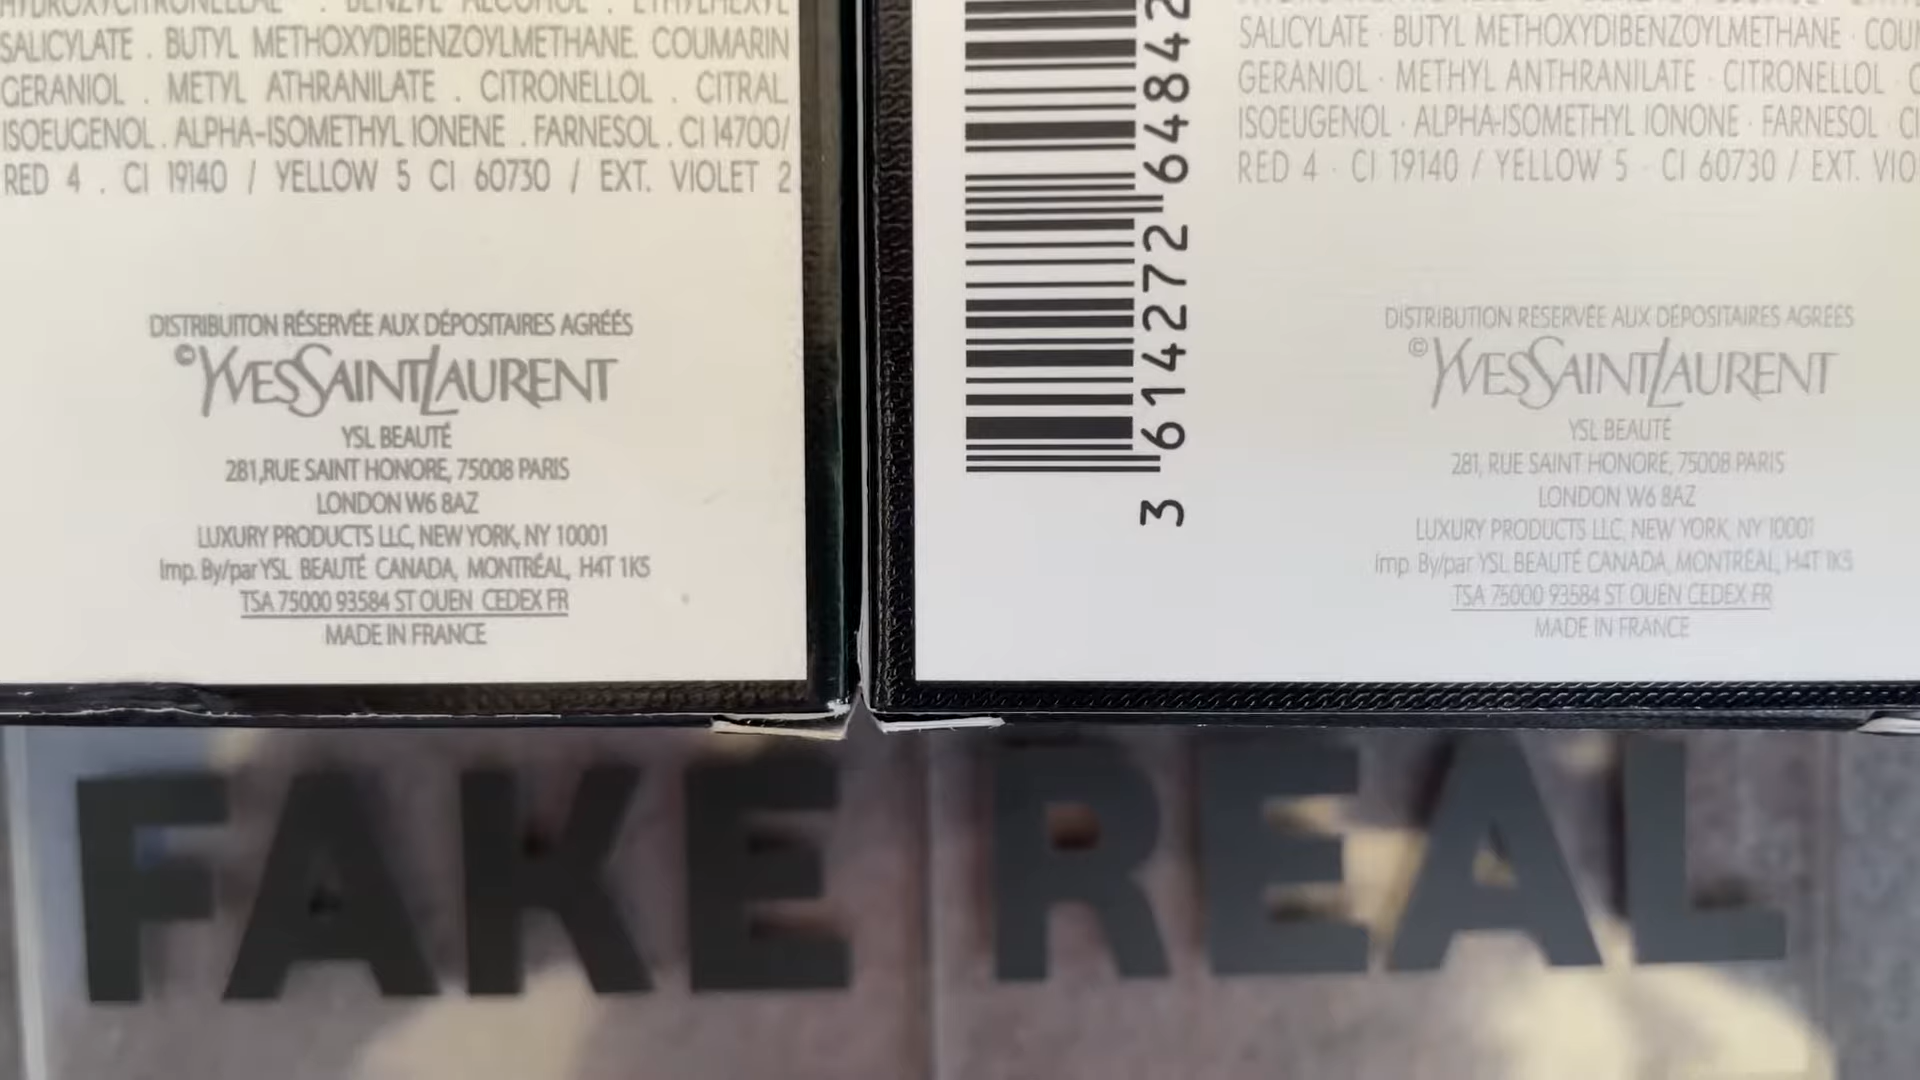 HYDROXYCITRONELLAL . BENZYL ALCOHOL . ETHYLHEXYL
SALICYLATE . BUTYL METHOXYDIBENZOYLMETHANE. COUMARIN
GERANIOL . METYL ATHRANILATE . CITRONELLOL . CITRAL
ISOEUGENOL . ALPHA-ISOMETHYL IONENE . FARNESOL . CI 14700/
RED 4 . CI 19140 / YELLOW 5 CI 60730 / EXT. VIOLET 2
DISTRIBUITON RÉSERVÉE AUX DÉPOSITAIRES AGRÉÉS
©YVESSAINTLAURENT
YSL BEAUTÉ
281,RUE SAINT HONORE, 75008 PARIS
LONDON W6 8AZ
LUXURY PRODUCTS LLC, NEW YORK, NY 10001
Imp. By/par YSL BEAUTÉ CANADA, MONTRÉAL, H4T 1K5
TSA 75000 93584 ST OUEN CEDEX FR
MADE IN FRANCE
3 614272 64842
SALICYLATE · BUTYL METHOXYDIBENZOYLMETHANE · COU
GERANIOL · METHYL ANTHRANILATE · CITRONELLOL · C
ISOEUGENOL · ALPHA-ISOMETHYL IONONE · FARNESOL · CI
RED 4 · CI 19140 / YELLOW 5 · CI 60730 / EXT. VIO
DISTRIBUTION RÉSERVÉE AUX DÉPOSITAIRES AGRÉÉS
©YVESSAINTLAURENT
YSL BEAUTÉ
281, RUE SAINT HONORE, 75008 PARIS
LONDON W6 8AZ
LUXURY PRODUCTS LLC, NEW YORK, NY 10001
Imp. By/par YSL BEAUTÉ CANADA, MONTRÉAL, H4T 1K5
TSA 75000 93584 ST OUEN CEDEX FR
MADE IN FRANCE
FAKE REAL